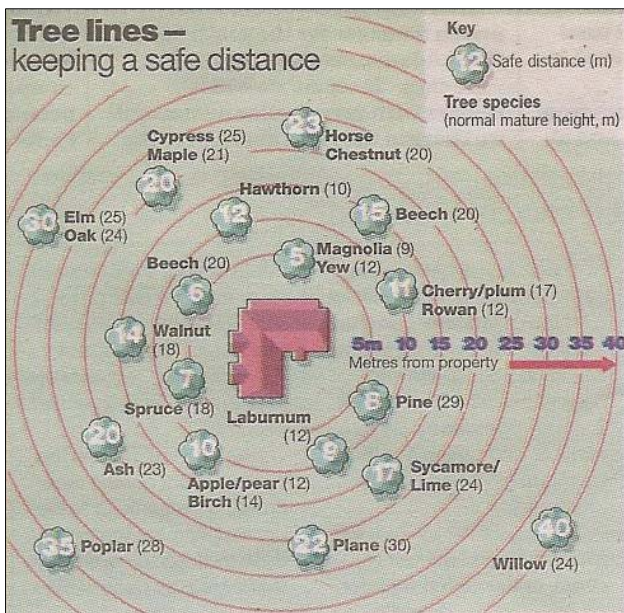 Tree lines –
keeping a safe distance
Key
12 Safe distance (m)
Tree species
(normal mature height, m)
23 Horse
Chestnut (20)
Cypress (25)
Maple (21)
20
Hawthorn (10)
12
15 Beech (20)
30 Elm (25)
Oak (24)
5 Magnolia (9)
Yew (12)
Beech (20)
6
11 Cherry/plum (17)
Rowan (12)
14 Walnut
(18)
5m 10 15 20 25 30 35 40
Metres from property
7
Spruce (18)
Laburnum
(12)
9
8 Pine (29)
20
Ash (23)
10
Apple/pear (12)
Birch (14)
17 Sycamore/
Lime (24)
35 Poplar (28)
22 Plane (30)
40
Willow (24)